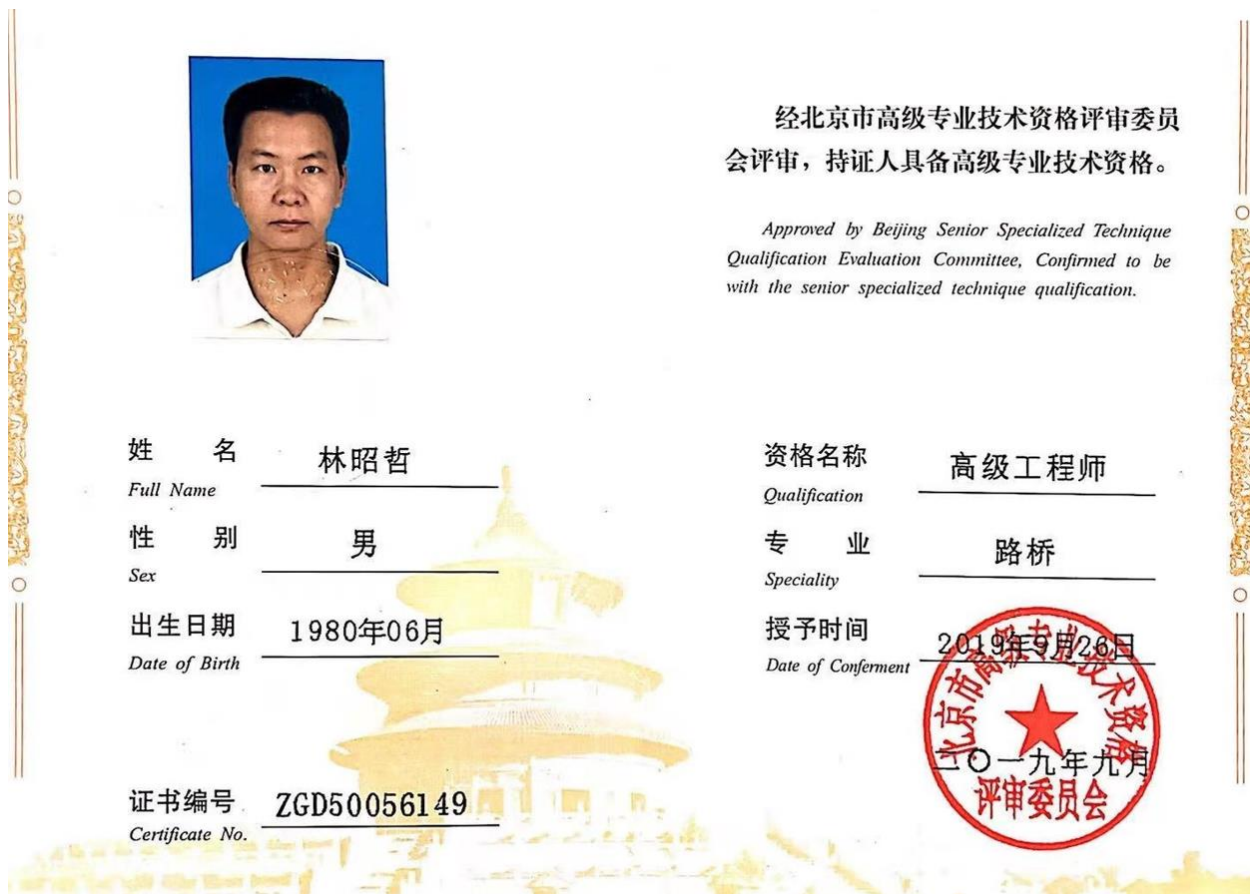 经北京市高级专业技术资格评审委员
会评审，持证人具备高级专业技术资格。
Approved by Beijing Senior Specialized Technique
Qualification Evaluation Committee, Confirmed to be
with the senior specialized technique qualification.
姓 名 林昭哲
Full Name
性 别 男
Sex
出生日期 1980年06月
Date of Birth
证书编号 ZGD50056149
Certificate No.
资格名称 高级工程师
Qualification
专 业 路桥
Speciality
授予时间 2019年9月26日
Date of Conferment
北京市高级专业技术资格
二〇一九年九月
评审委员会